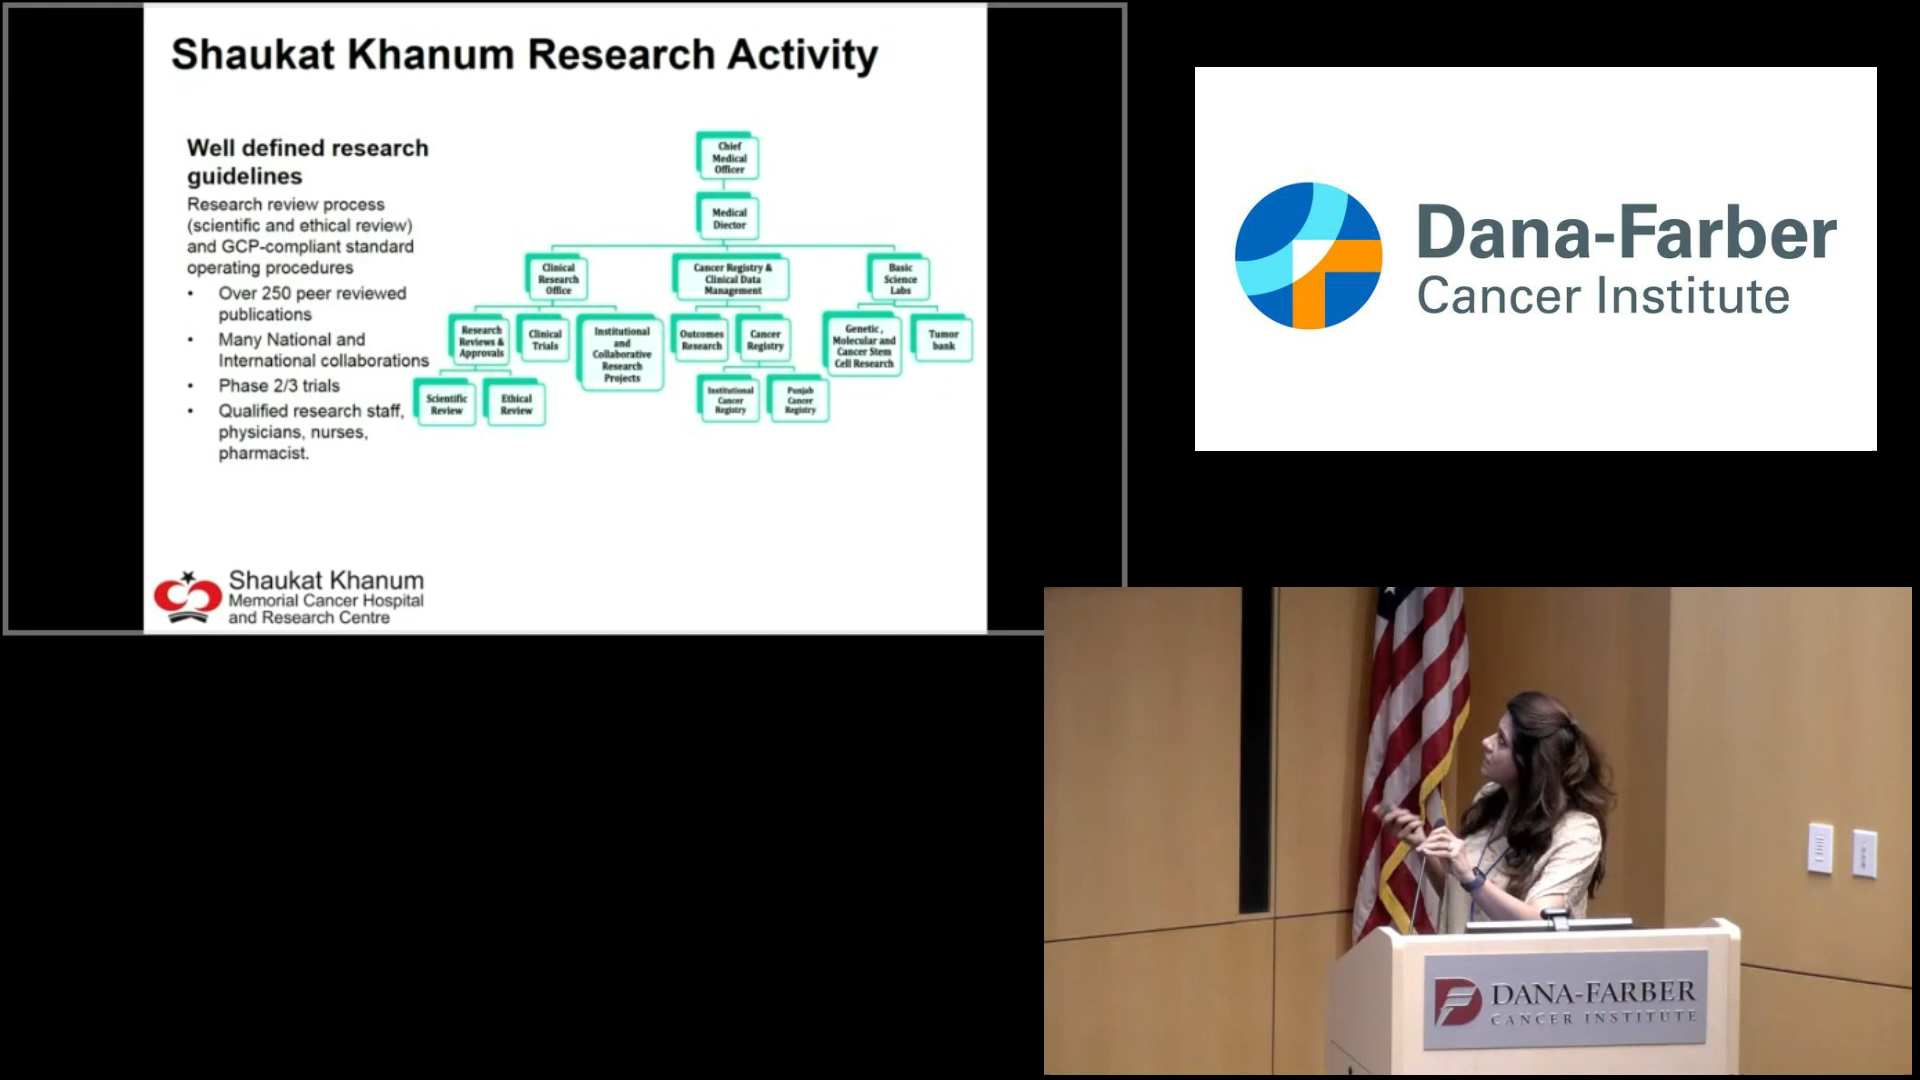 Shaukat Khanum Research Activity
Well defined research
guidelines
Research review process
(scientific and ethical review)
and GCP-compliant standard
operating procedures
• Over 250 peer reviewed
publications
• Many National and
International collaborations
• Phase 2/3 trials
• Qualified research staff,
physicians, nurses,
pharmacist.
Chief
Medical
Officer
Medical
Diector
Clinical
Research
Office
Cancer Registry &
Clinical Data
Management
Basic
Science
Labs
Research
Reviews &
Approvals
Clinical
Trials
Institutional
and
Collaborative
Research
Projects
Outcomes
Research
Cancer
Registry
Genetic,
Molecular and
Cancer Stem
Cell Research
Tumor
bank
Scientific
Review
Ethical
Review
Institutional
Cancer
Registry
Punjab
Cancer
Registry
Shaukat Khanum
Memorial Cancer Hospital
and Research Centre
Dana-Farber
Cancer Institute
DANA-FARBER
CANCER INSTITUTE